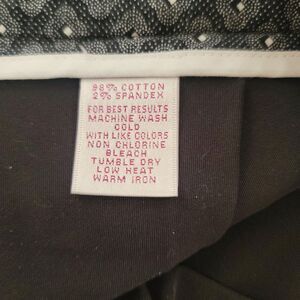 98% COTTON
2% SPANDEX
FOR BEST RESULTS
MACHINE WASH
COLD
WITH LIKE COLORS
NON CHLORINE
BLEACH
TUMBLE DRY
LOW HEAT
WARM IRON